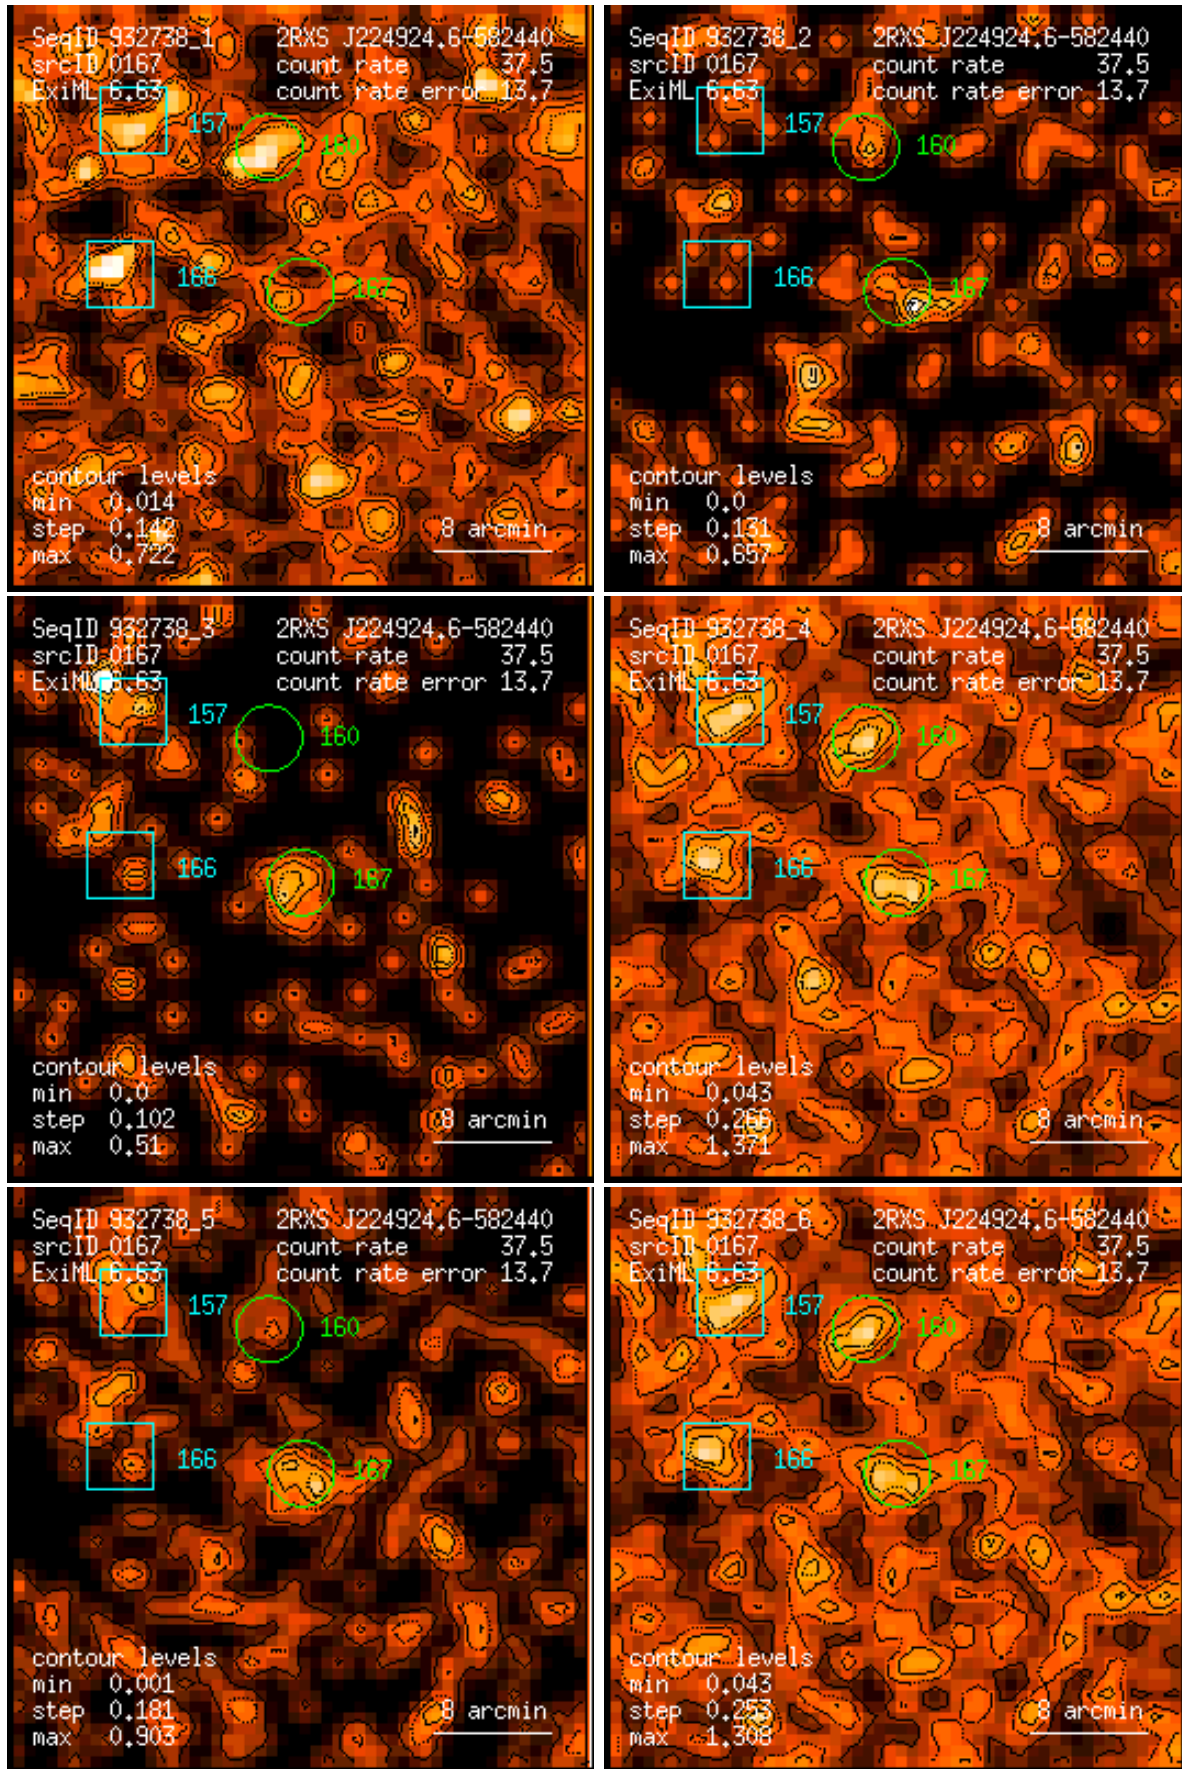 SeqID 932738_1 2RXS J224924.6-582440
srcID 0167 count rate 37.5
ExiML 6.63 count rate error 13.7
157
160
166
167
contour levels
min 0.014
step 0.142 8 arcmin
max 0.722
SeqID 932738_2 2RXS J224924.6-582440
srcID 0167 count rate 37.5
ExiML 6.63 count rate error 13.7
157
160
166
167
contour levels
min 0.0
step 0.131 8 arcmin
max 0.657
SeqID 932738_3 2RXS J224924.6-582440
srcID 0167 count rate 37.5
ExiML 6.63 count rate error 13.7
157
160
166
167
contour levels
min 0.0
step 0.102 8 arcmin
max 0.51
SeqID 932738_4 2RXS J224924.6-582440
srcID 0167 count rate 37.5
ExiML 6.63 count rate error 13.7
157
160
166
167
contour levels
min 0.043
step 0.266 8 arcmin
max 1.371
SeqID 932738_5 2RXS J224924.6-582440
srcID 0167 count rate 37.5
ExiML 6.63 count rate error 13.7
157
160
166
167
contour levels
min 0.001
step 0.181 8 arcmin
max 0.903
SeqID 932738_6 2RXS J224924.6-582440
srcID 0167 count rate 37.5
ExiML 6.63 count rate error 13.7
157
160
166
167
contour levels
min 0.043
step 0.253 8 arcmin
max 1.308